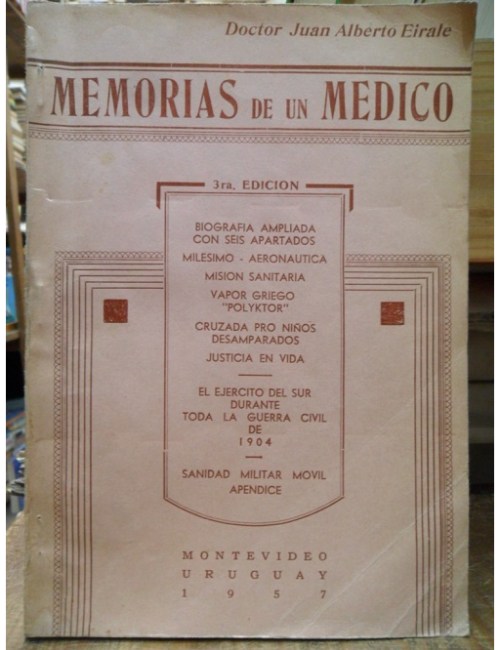 Doctor Juan Alberto Eirale
MEMORIAS DE UN MEDICO
3ra. EDICION
BIOGRAFIA AMPLIADA
CON SEIS APARTADOS
MILESIMO - AERONAUTICA
MISION SANITARIA
VAPOR GRIEGO
"POLYKTOR"
CRUZADA PRO NIÑOS
DESAMPARADOS
JUSTICIA EN VIDA
EL EJERCITO DEL SUR
DURANTE
TODA LA GUERRA CIVIL
DE
1904
SANIDAD MILITAR MOVIL
APENDICE
MONTEVIDEO
URUGUAY
1957